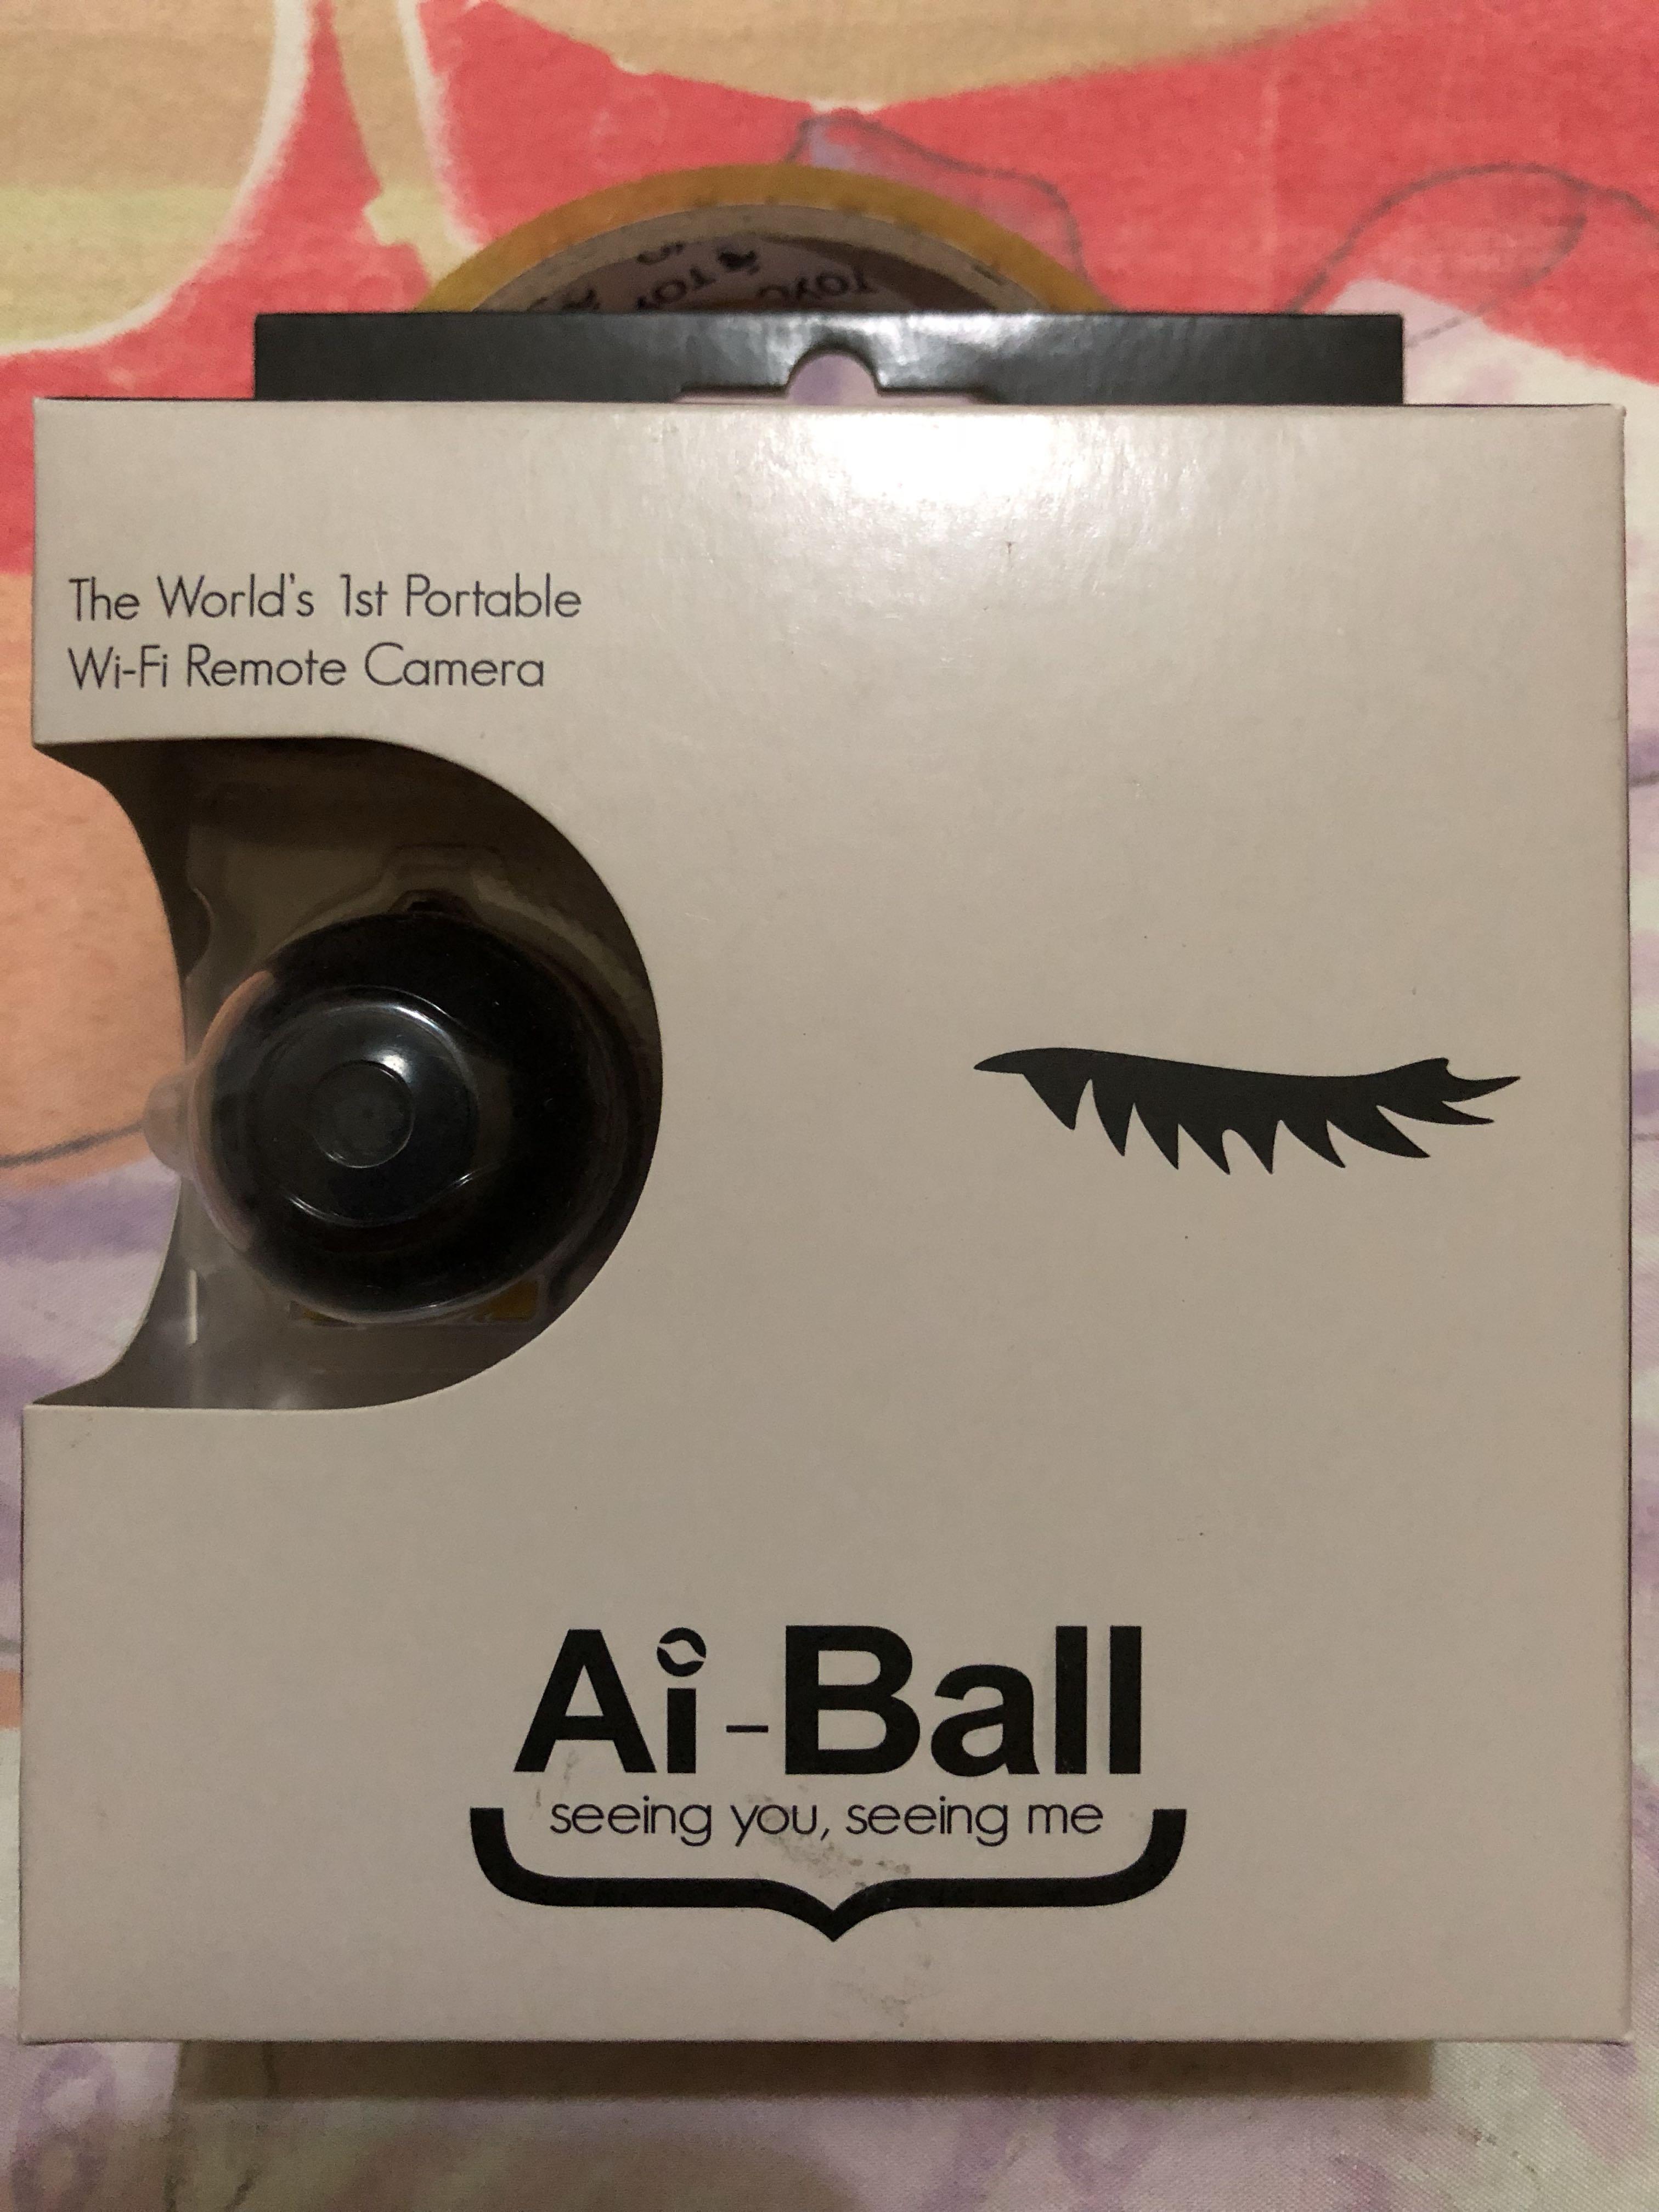 The World's 1st Portable
Wi-Fi Remote Camera
Ai-Ball
seeing you, seeing me